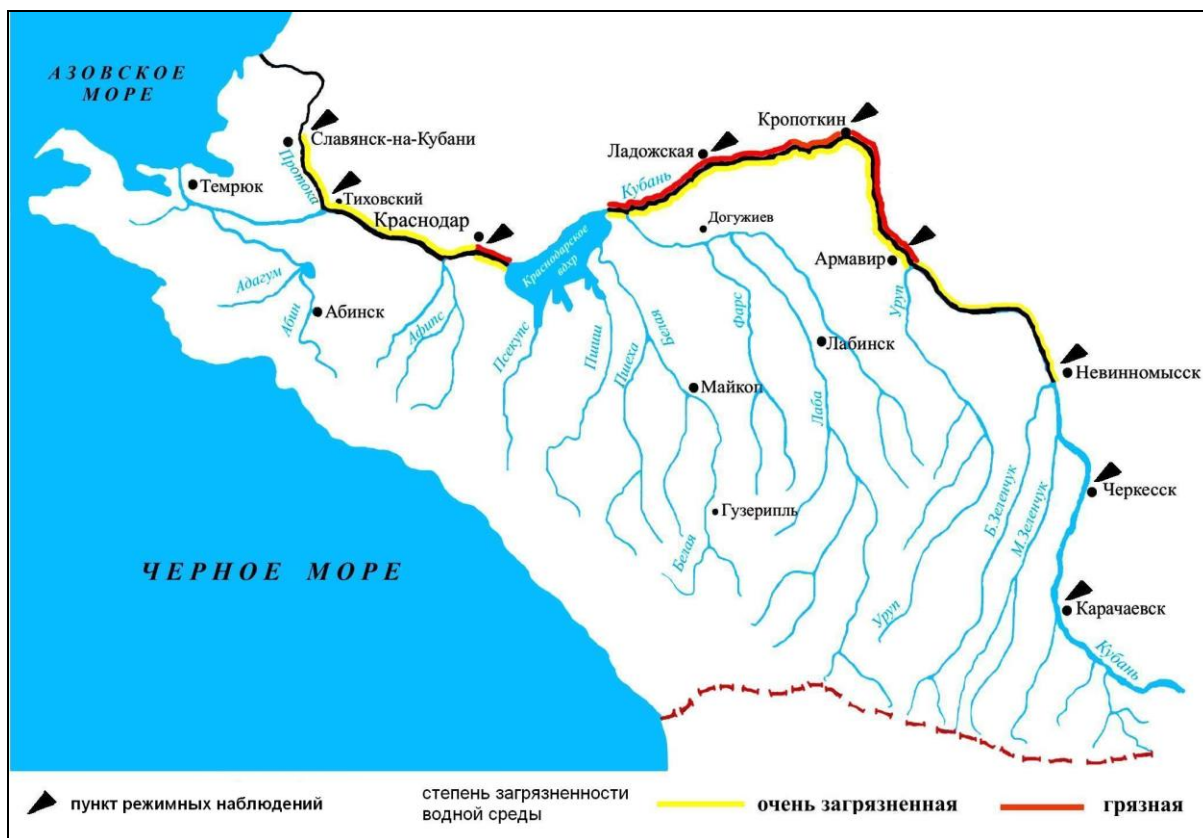 АЗОВСКОЕ
МОРЕ
Славянск-на-Кубани
Протока
Темрюк
Тиховский
Краснодар
Адагум
Абин
Абинск
Афипс
Краснодарское
вдхр
Кропоткин
Ладожская
Кубань
Догужиев
Армавир
Уруп
Псекупс
Пшиш
Пшеха
Белая
фарс
Лабинск
Невинномысск
Майкоп
Лаба
Б.Зеленчук
М.Зеленчук
Черкесск
Гузерипль
Белая
ЧЕРНОЕ МОРЕ
Уруп
Карачаевск
Кубань
пункт режимных наблюдений
степень загрязненности
водной среды
очень загрязненная
грязная